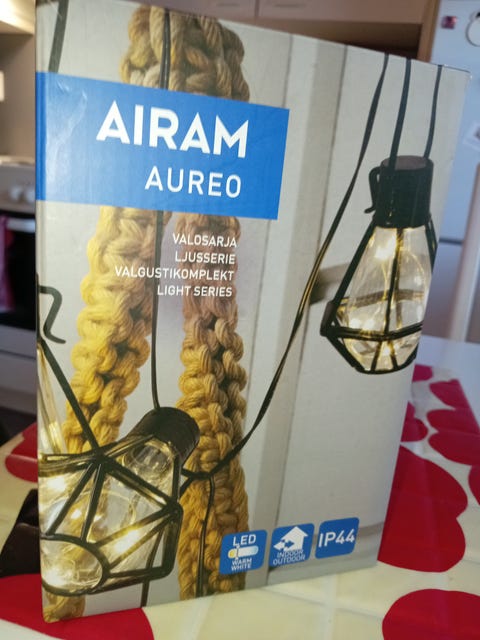 AIRAM
AUREO
VALOSARJA
LJUSSERIE
VALGUSTIKOMPLEKT
LIGHT SERIES
LED
WARM
WHITE
INDOOR
OUTDOOR
IP44